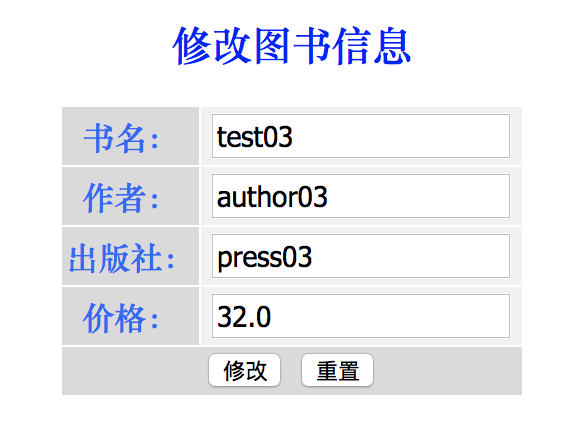 修改图书信息
书名： test03
作者： author03
出版社： press03
价格： 32.0
修改 重置